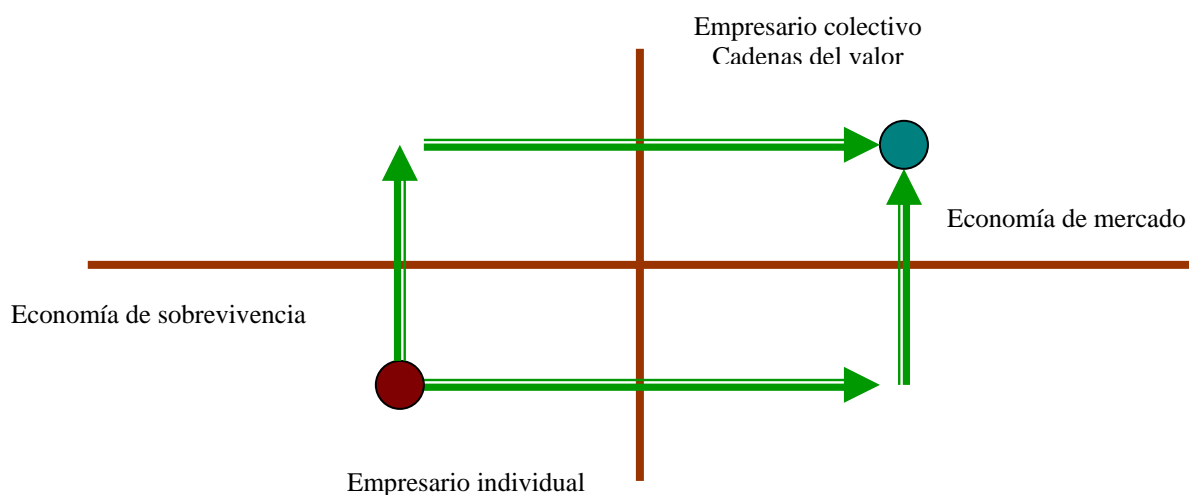 Empresario colectivo
Cadenas del valor
Economía de mercado
Economía de sobrevivencia
Empresario individual